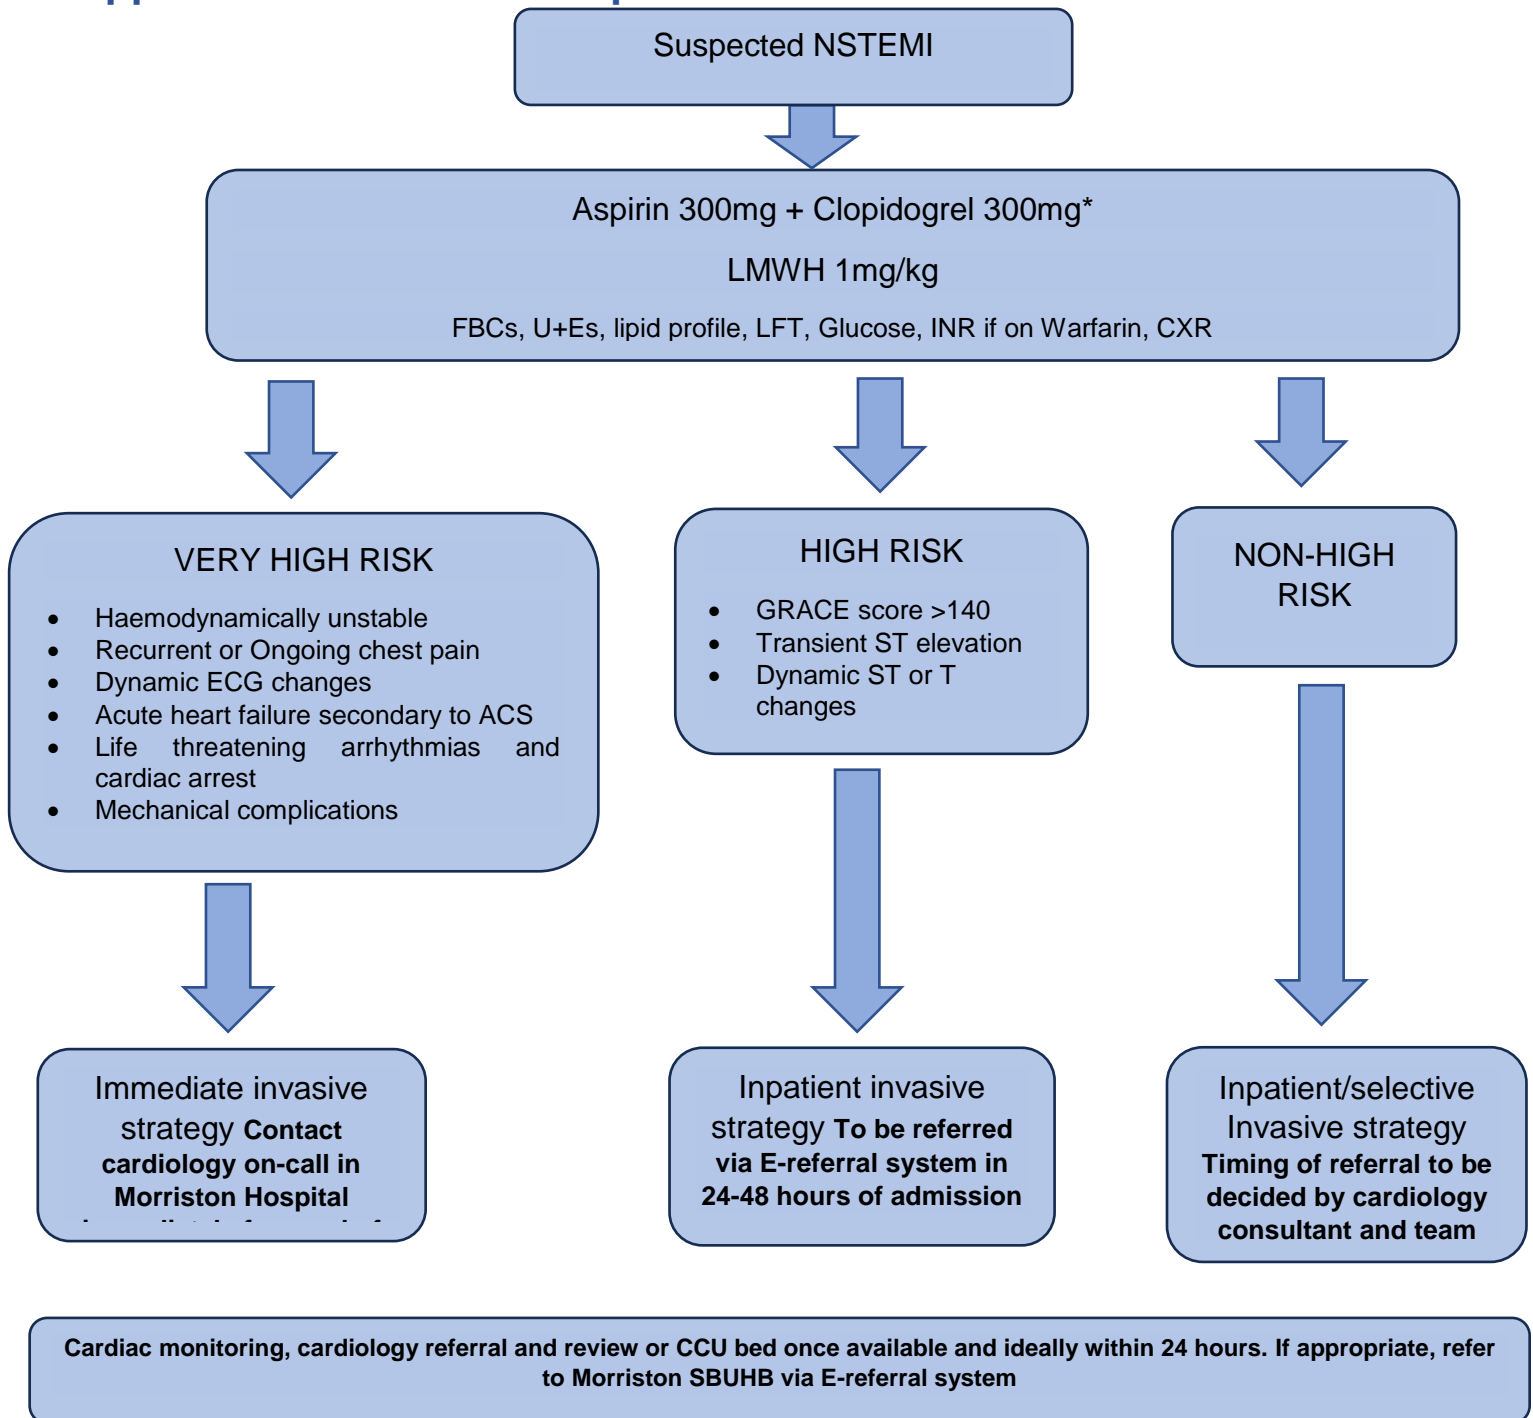 Suspected NSTEMI
Aspirin 300mg + Clopidogrel 300mg*
LMWH 1mg/kg
FBCs, U+Es, lipid profile, LFT, Glucose, INR if on Warfarin, CXR
VERY HIGH RISK
• Haemodynamically unstable
• Recurrent or Ongoing chest pain
• Dynamic ECG changes
• Acute heart failure secondary to ACS
• Life threatening arrhythmias and
cardiac arrest
• Mechanical complications
HIGH RISK
• GRACE score >140
• Transient ST elevation
• Dynamic ST or T
changes
NON-HIGH
RISK
Immediate invasive
strategy Contact
cardiology on-call in
Morriston Hospital
Inpatient invasive
strategy To be referred
via E-referral system in
24-48 hours of admission
Inpatient/selective
Invasive strategy
Timing of referral to be
decided by cardiology
consultant and team
Cardiac monitoring, cardiology referral and review or CCU bed once available and ideally within 24 hours. If appropriate, refer
to Morriston SBUHB via E-referral system